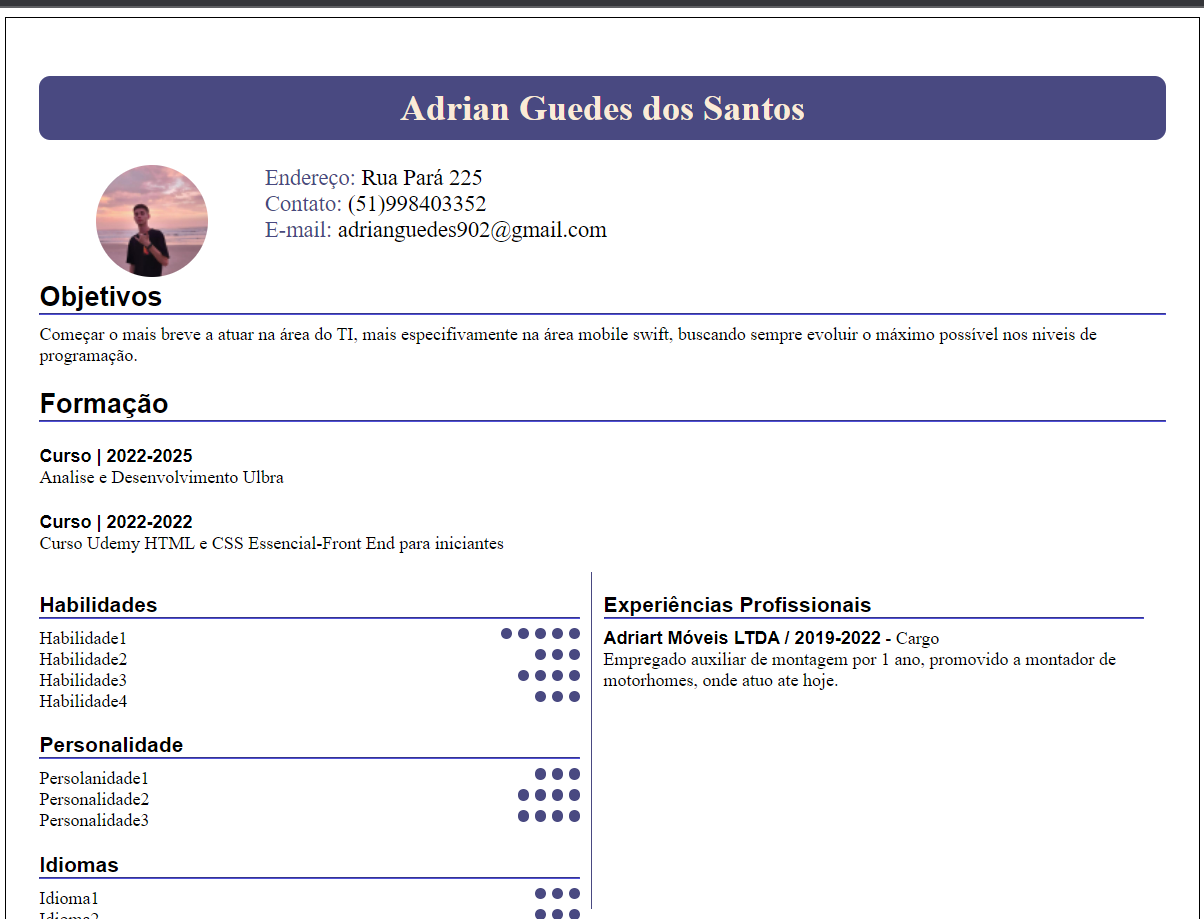 Adrian Guedes dos Santos
Endereço: Rua Pará 225
Contato: (51)998403352
E-mail: adrianguedes902@gmail.com
Objetivos
Começar o mais breve a atuar na área do TI, mais especifivamente na área mobile swift, buscando sempre evoluir o máximo possível nos niveis de
programação.
Formação
Curso | 2022-2025
Analise e Desenvolvimento Ulbra
Curso | 2022-2022
Curso Udemy HTML e CSS Essencial-Front End para iniciantes
Habilidades
Habilidade1
Habilidade2
Habilidade3
Habilidade4
Personalidade
Persolanidade1
Personalidade2
Personalidade3
Idiomas
Idioma1
Idioma2
Experiências Profissionais
Adriart Móveis LTDA / 2019-2022 - Cargo
Empregado auxiliar de montagem por 1 ano, promovido a montador de
motorhomes, onde atuo ate hoje.